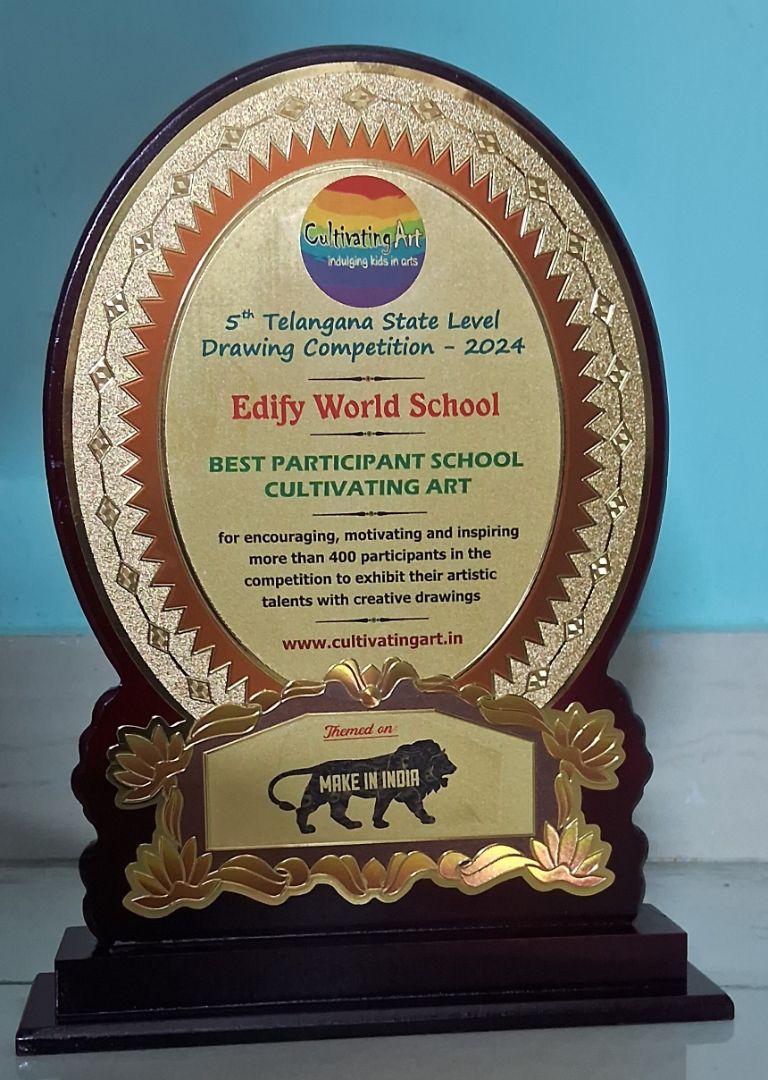 Cultivating Art
indulging kids in arts
5th Telangana State Level
Drawing Competition - 2024
Edify World School
BEST PARTICIPANT SCHOOL
CULTIVATING ART
for encouraging, motivating and inspiring
more than 400 participants in the
competition to exhibit their artistic
talents with creative drawings
www.cultivatingart.in
Themed on:
MAKE IN INDIA